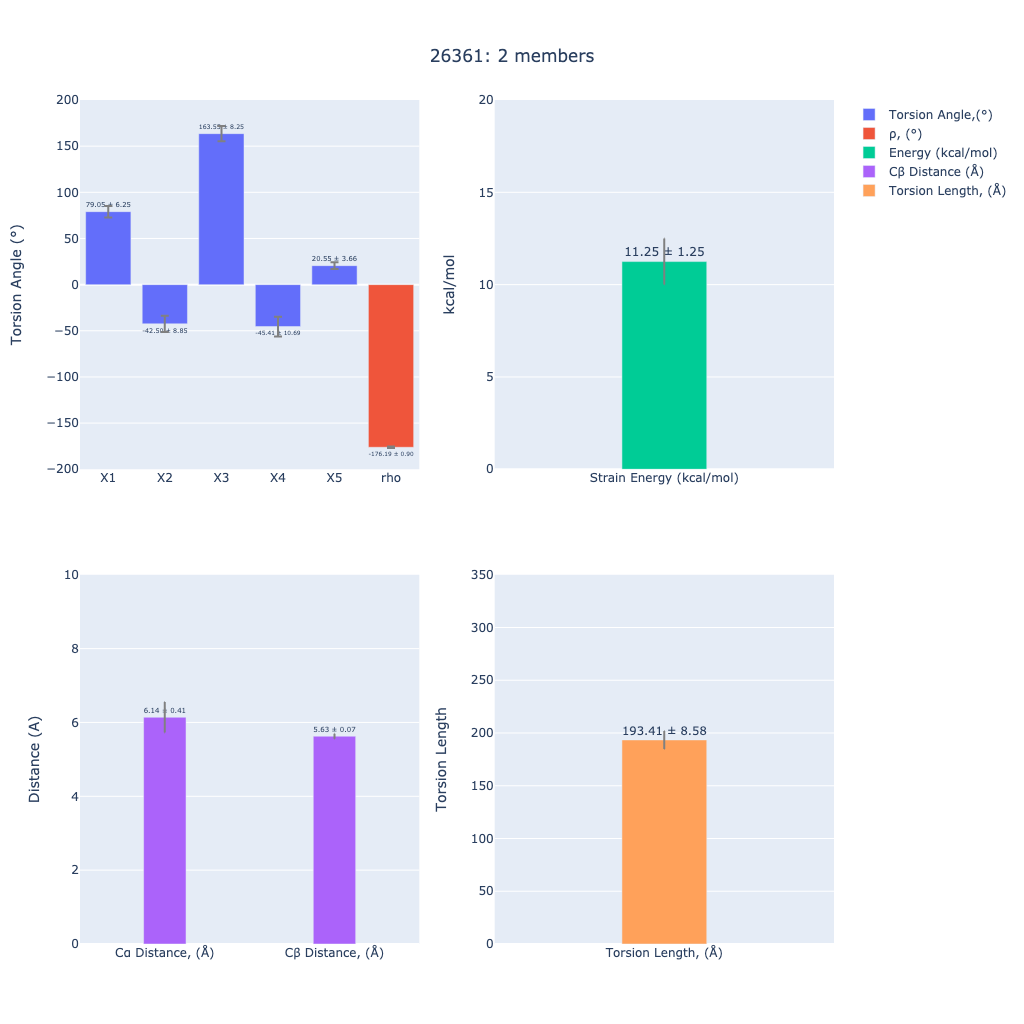 26361: 2 members
Torsion Angle (°)
200
150
100
50
0
−50
−100
−150
−200
79.05 ± 6.25
-42.50 ± 8.85
163.55 ± 8.25
-45.41 ± 10.69
20.55 ± 3.66
-176.19 ± 0.90
X1 X2 X3 X4 X5 rho
kcal/mol
20
15
10
5
0
11.25 ± 1.25
Strain Energy (kcal/mol)
Torsion Angle,(°)
ρ, (°)
Energy (kcal/mol)
Cβ Distance (Å)
Torsion Length, (Å)
Distance (A)
10
8
6
4
2
0
6.14 ± 0.41
5.63 ± 0.07
Cα Distance, (Å) Cβ Distance, (Å)
Torsion Length
350
300
250
200
150
100
50
0
193.41 ± 8.58
Torsion Length, (Å)